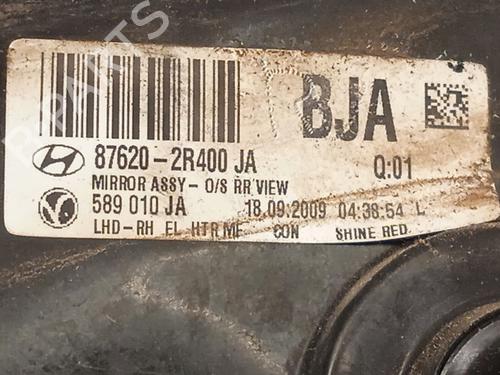 B-PARTS
BJA
87620-2R400 JA
Q:01
MIRROR ASSY- O/S RR VIEW
589 010 JA 18.09.2009 04:38:54 L
LHD-RH EL HTR MF CON SHINE RED